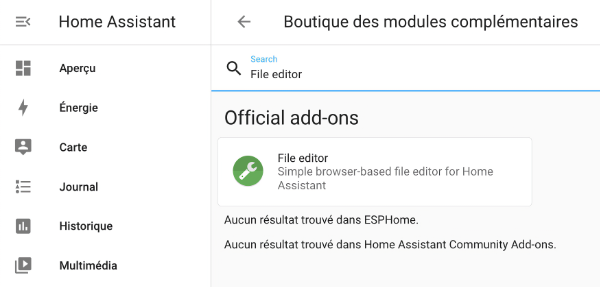 Home Assistant
Aperçu
Énergie
Carte
Journal
Historique
Multimédia
Boutique des modules complémentaires
Search
File editor
Official add-ons
File editor
Simple browser-based file editor for Home
Assistant
Aucun résultat trouvé dans ESPHome.
Aucun résultat trouvé dans Home Assistant Community Add-ons.